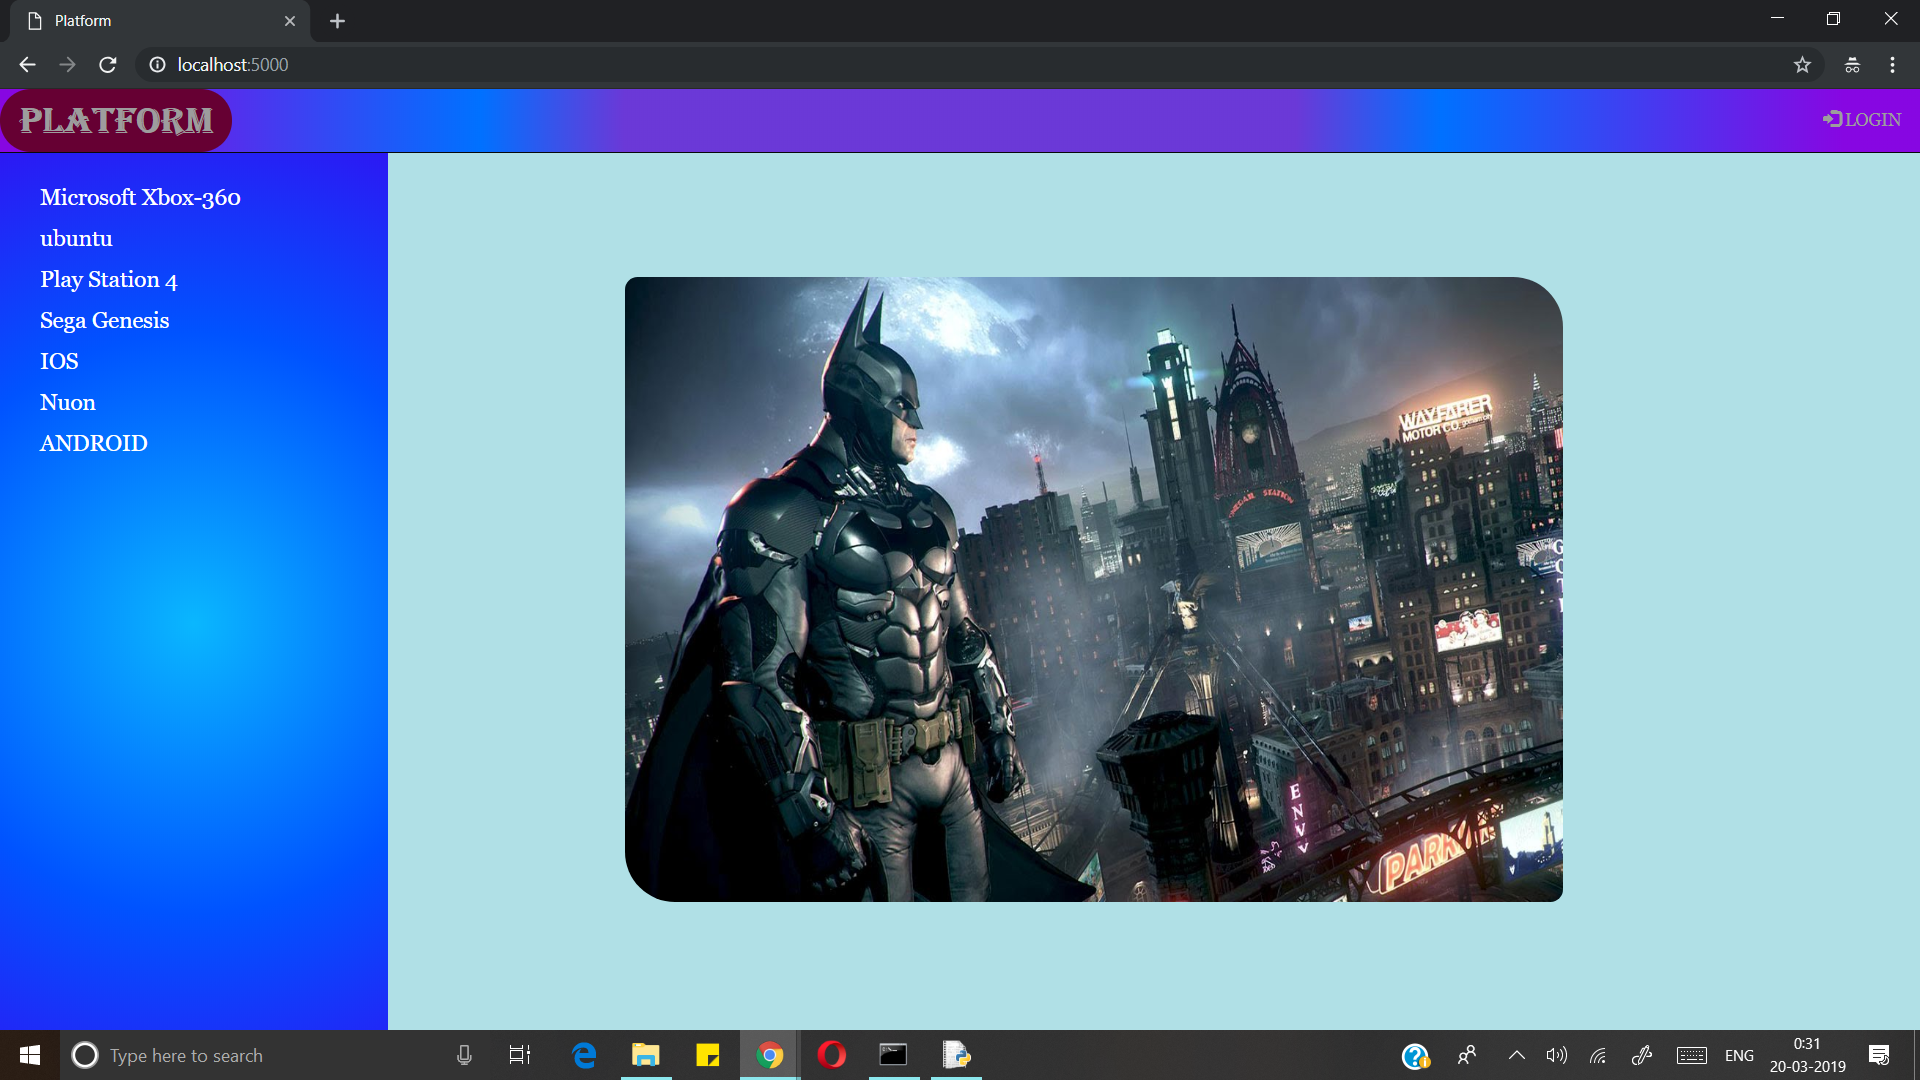 Platform
localhost:5000
PLATFORM
LOGIN
Microsoft Xbox-360
ubuntu
Play Station 4
Sega Genesis
IOS
Nuon
ANDROID
WAYFARER
MOTOR CO.
STATION
ENVY
PARK
Type here to search
ENG
0:31
20-03-2019